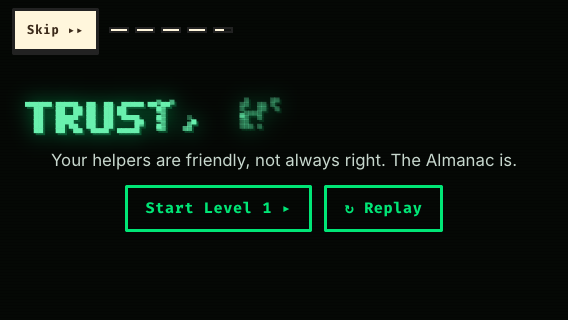 Skip ▸▸
TRUST,
Your helpers are friendly, not always right. The Almanac is.
Start Level 1 ▸
↻ Replay